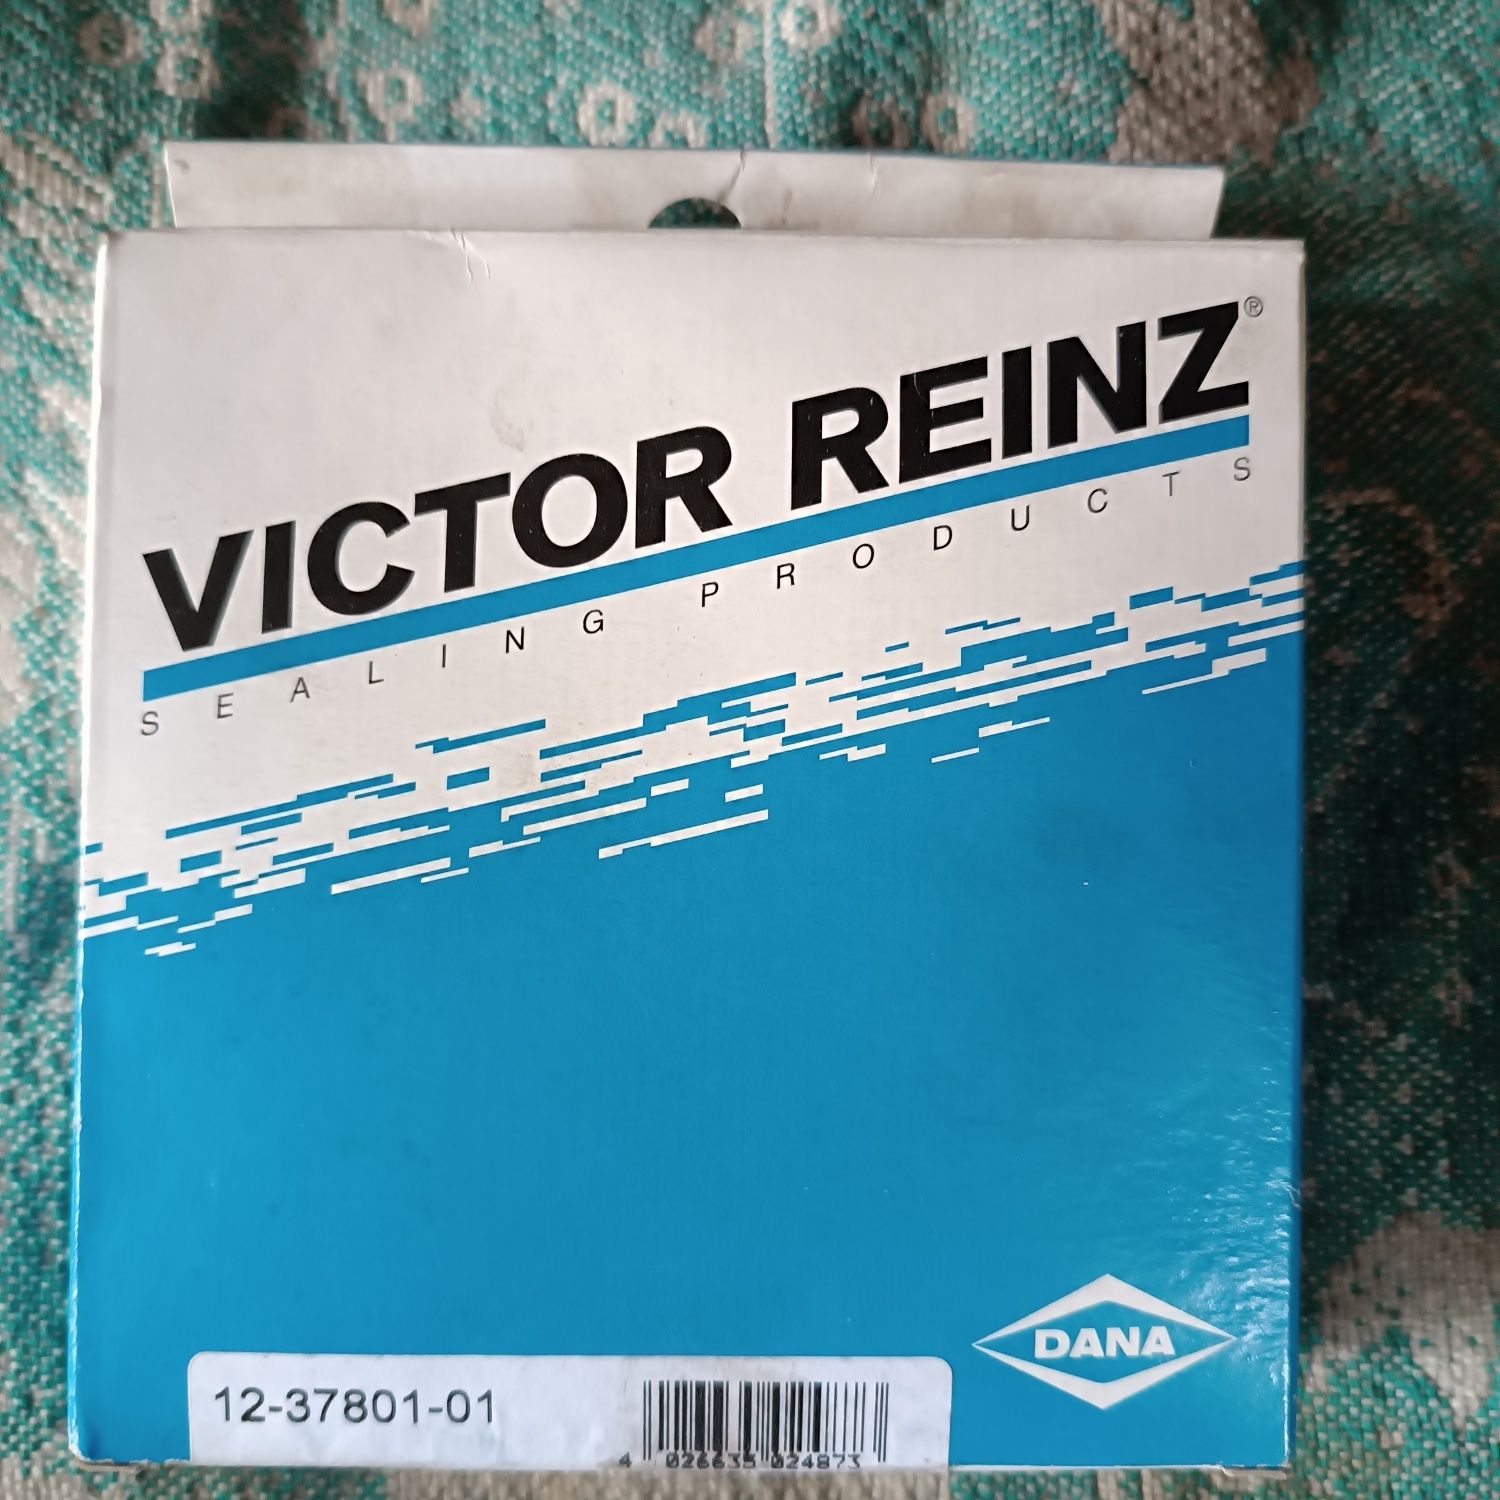 VICTOR REINZ®
SEALING PRODUCTS
DANA
12-37801-01
4 026635 024873